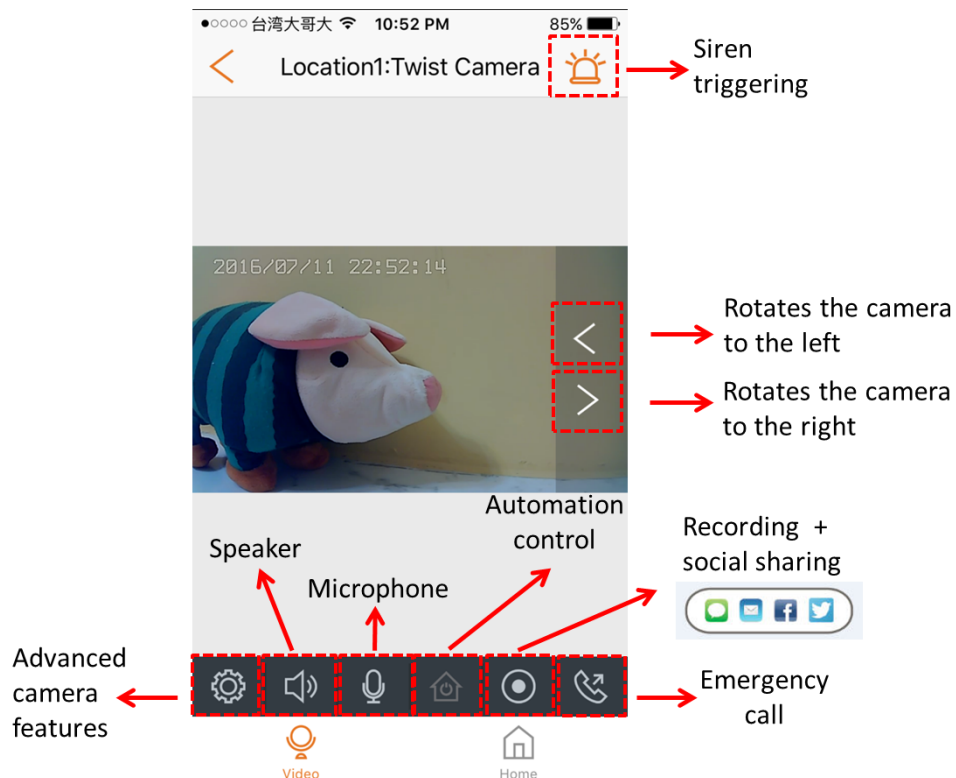 台湾大哥大 10:52 PM 85%
Location1:Twist Camera
Siren
triggering
2016/07/11 22:52:14
Rotates the camera
to the left
Rotates the camera
to the right
Automation
control
Recording +
social sharing
Speaker
Microphone
Advanced
camera
features
Emergency
call
Video
Home